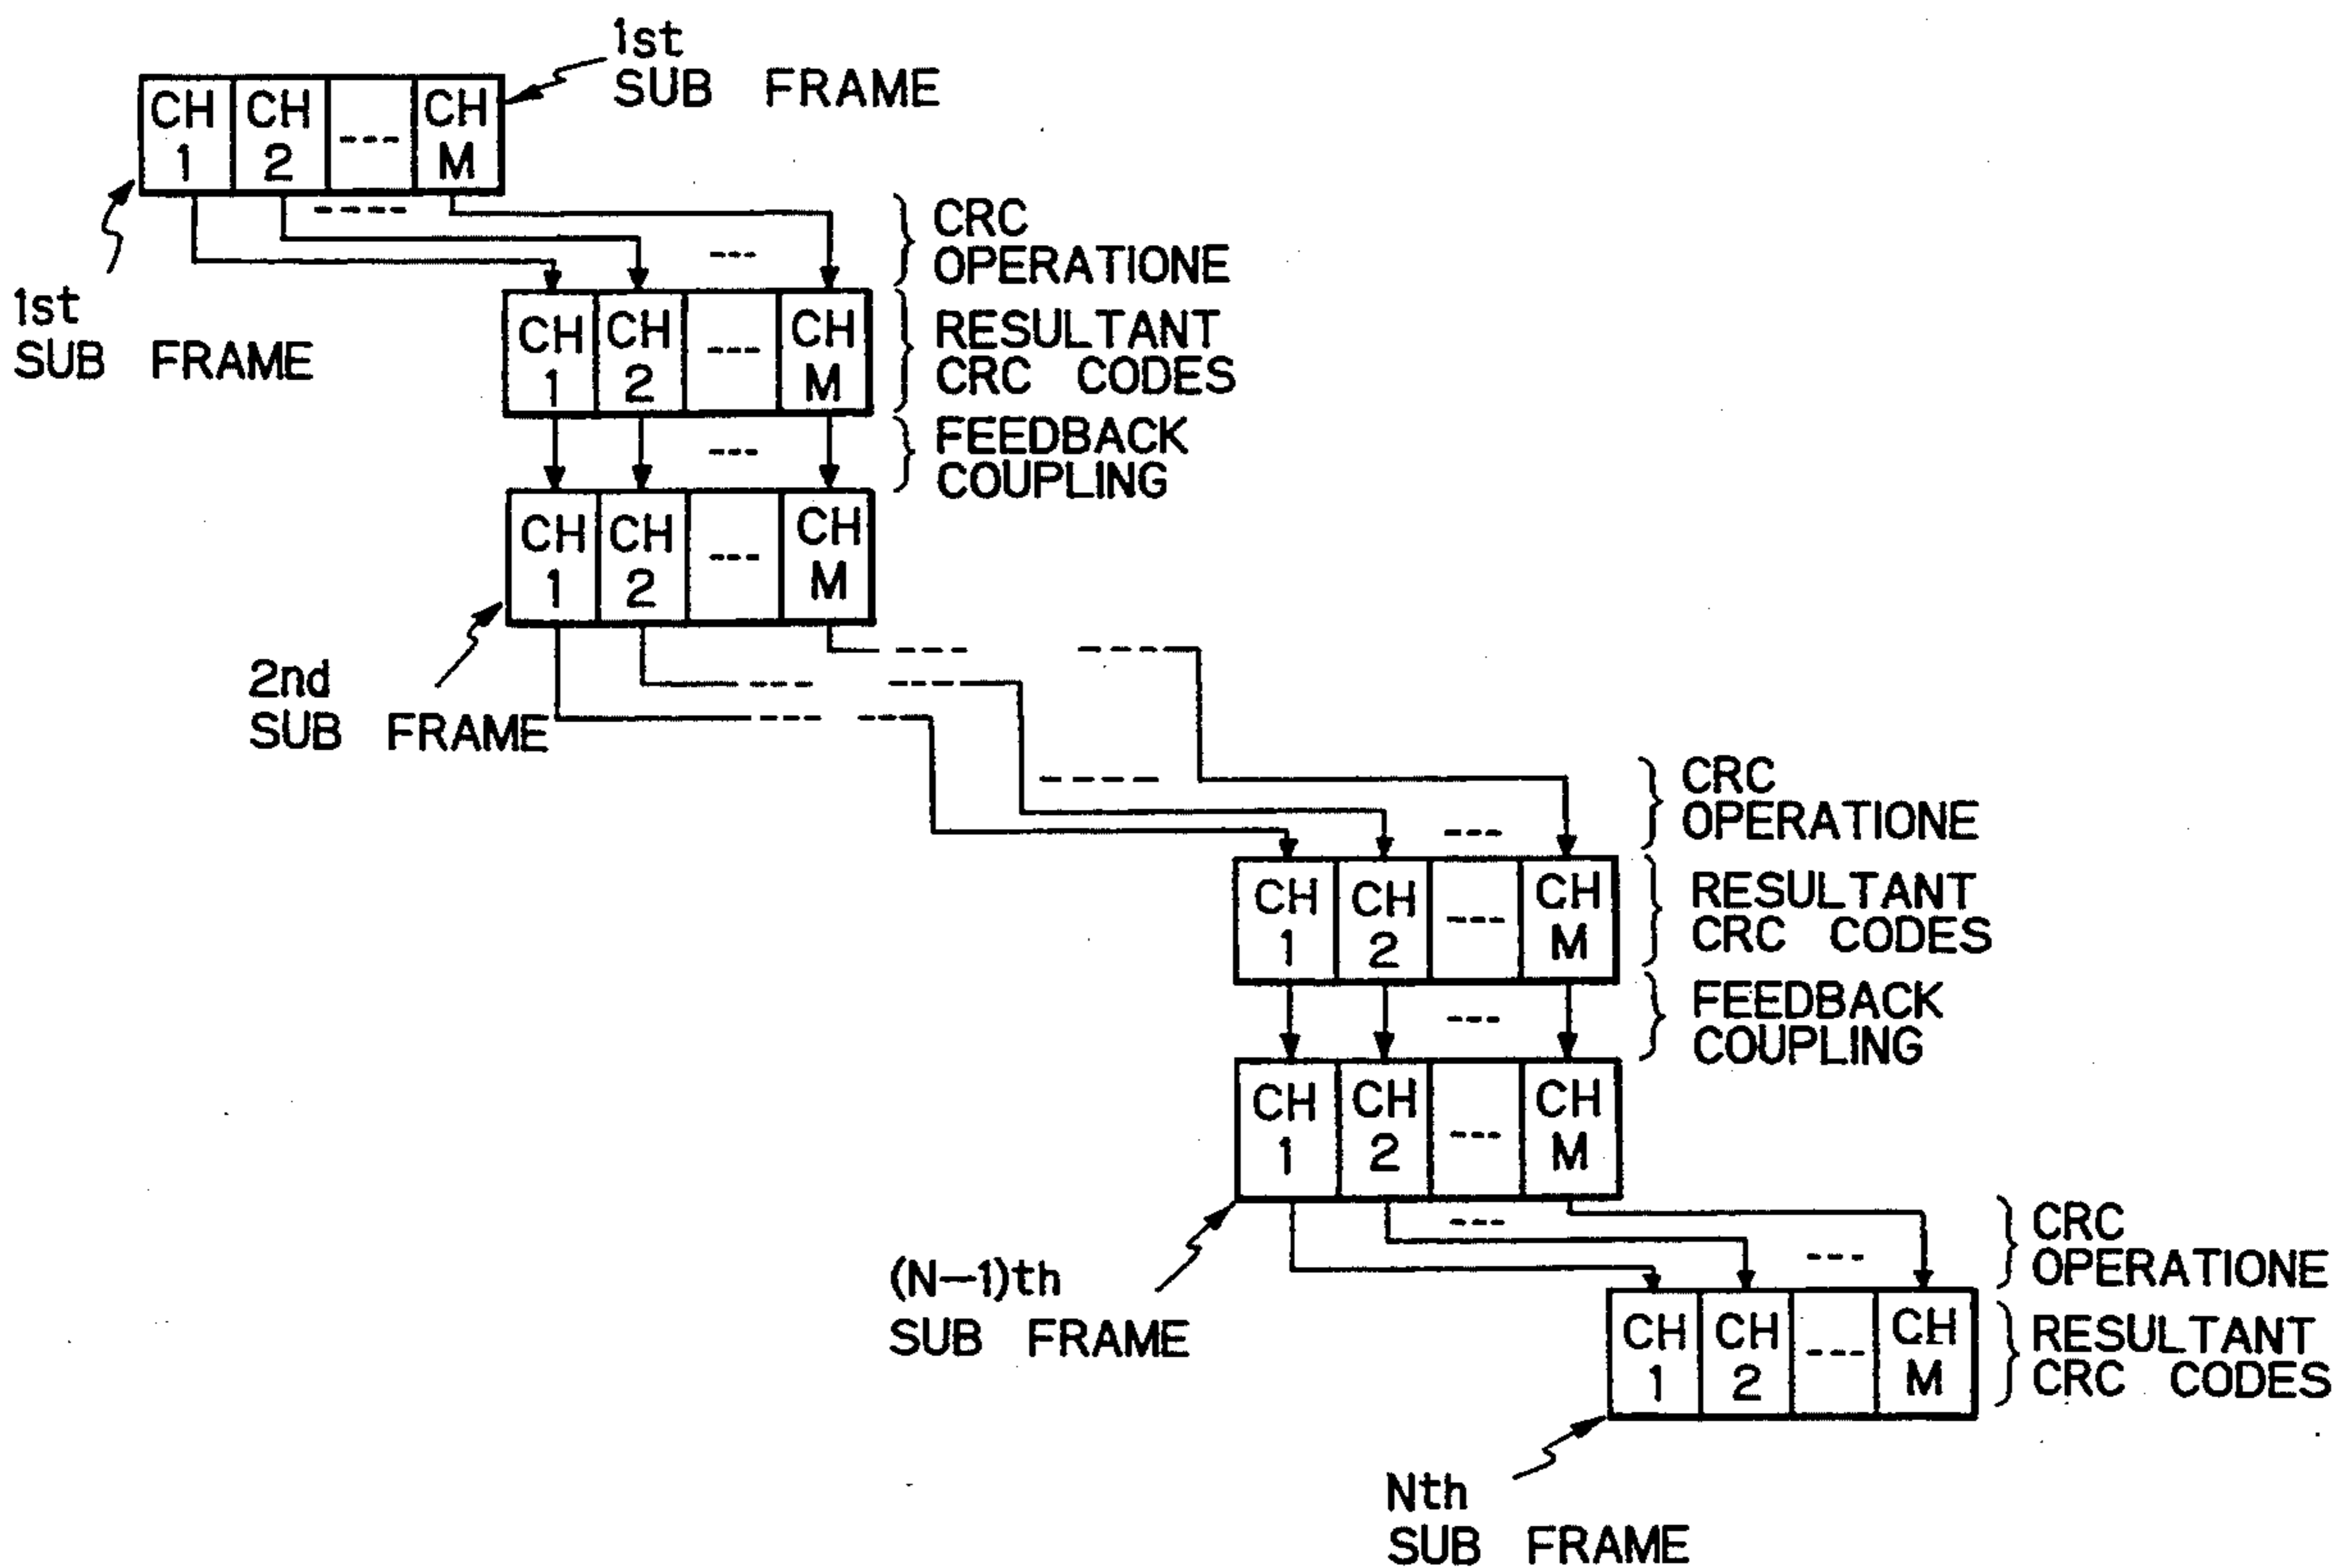 1st
SUB FRAME
CH 1 CH 2 --- CH M
1st
SUB FRAME
CRC
OPERATIONE
CH 1 CH 2 --- CH M
RESULTANT
CRC CODES
FEEDBACK
COUPLING
CH 1 CH 2 --- CH M
2nd
SUB FRAME
CRC
OPERATIONE
CH 1 CH 2 --- CH M
RESULTANT
CRC CODES
FEEDBACK
COUPLING
CH 1 CH 2 --- CH M
(N-1)th
SUB FRAME
CRC
OPERATIONE
CH 1 CH 2 --- CH M
RESULTANT
CRC CODES
Nth
SUB FRAME